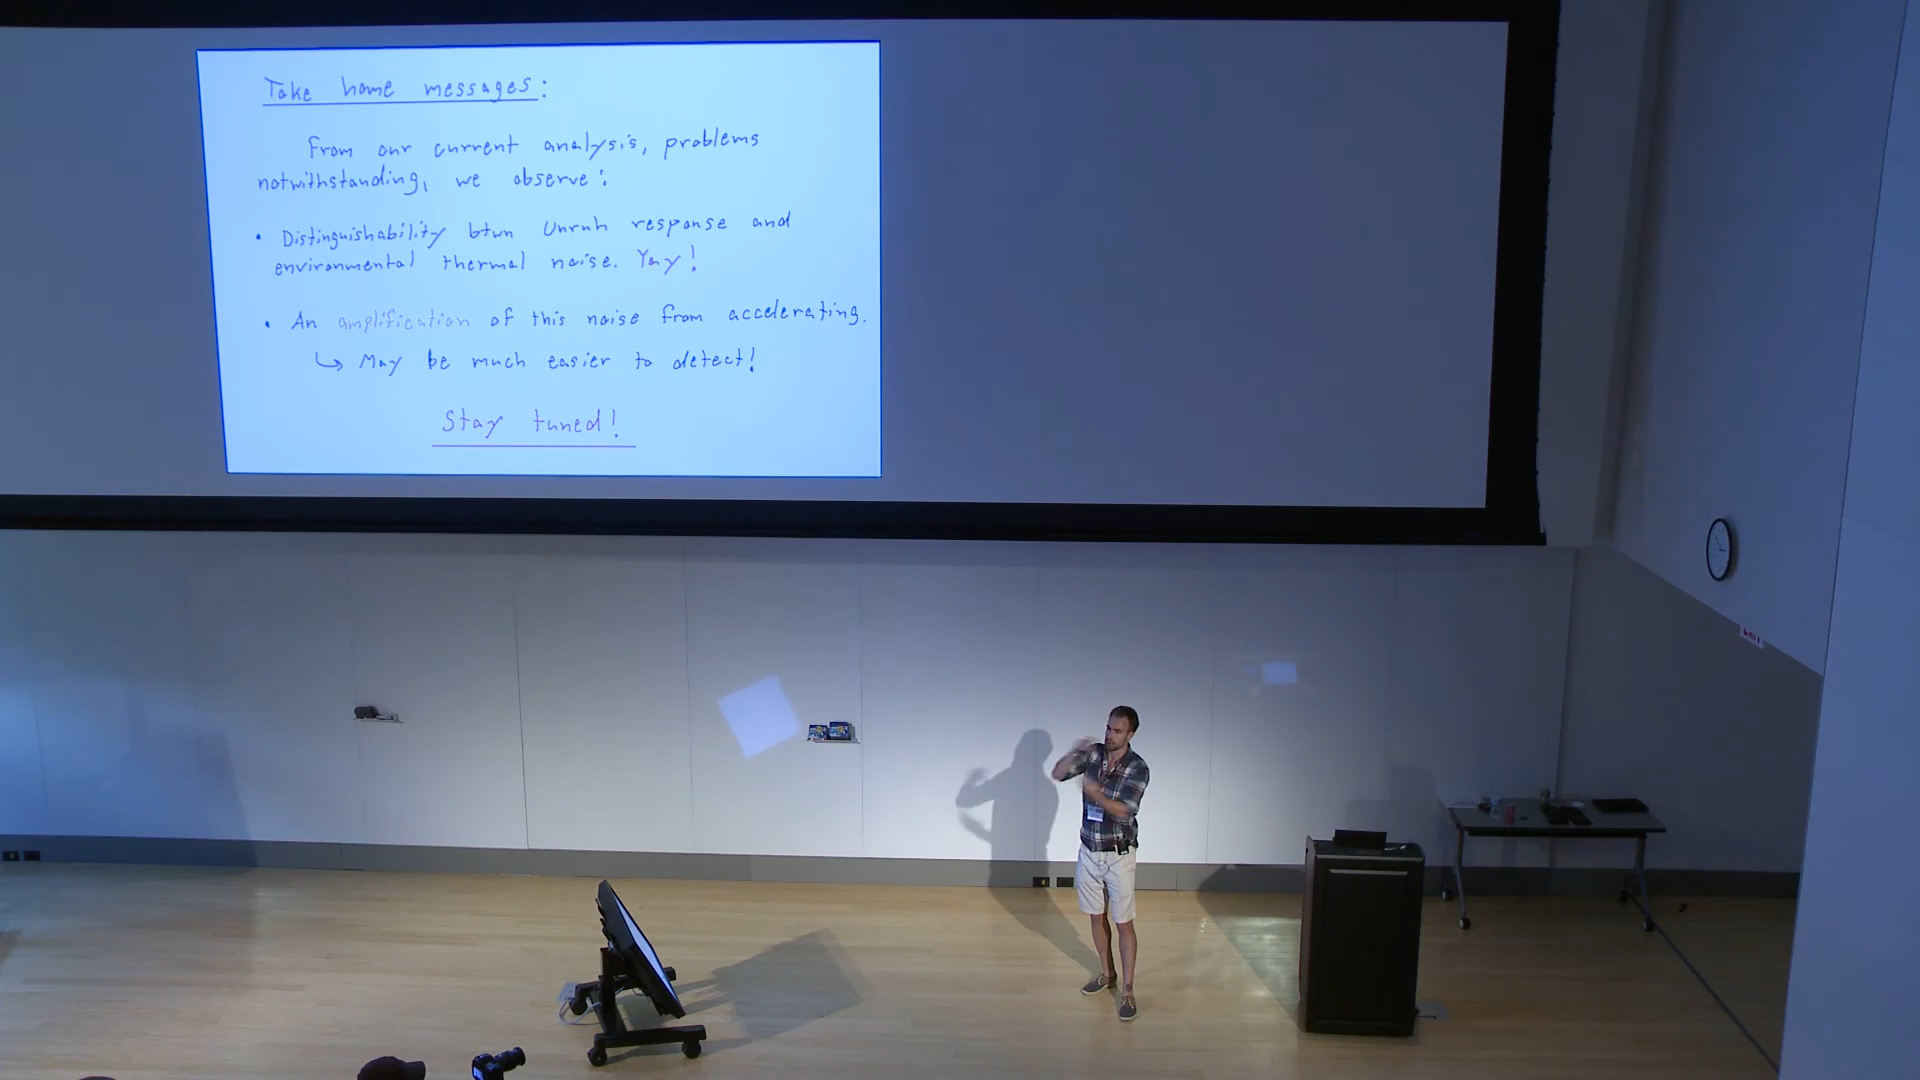 Take home messages:
From our current analysis, problems
notwithstanding, we observe:
• Distinguishability btwn Unruh response and
environmental thermal noise. Yay!
• An amplification of this noise from accelerating.
↳ May be much easier to detect!
Stay tuned!